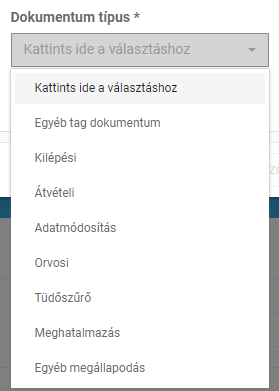 Dokumentum típus *
Kattints ide a választáshoz
Kattints ide a választáshoz
Egyéb tag dokumentum
Kilépési
Átvételi
Adatmódosítás
Orvosi
Tüdőszűrő
Meghatalmazás
Egyéb megállapodás